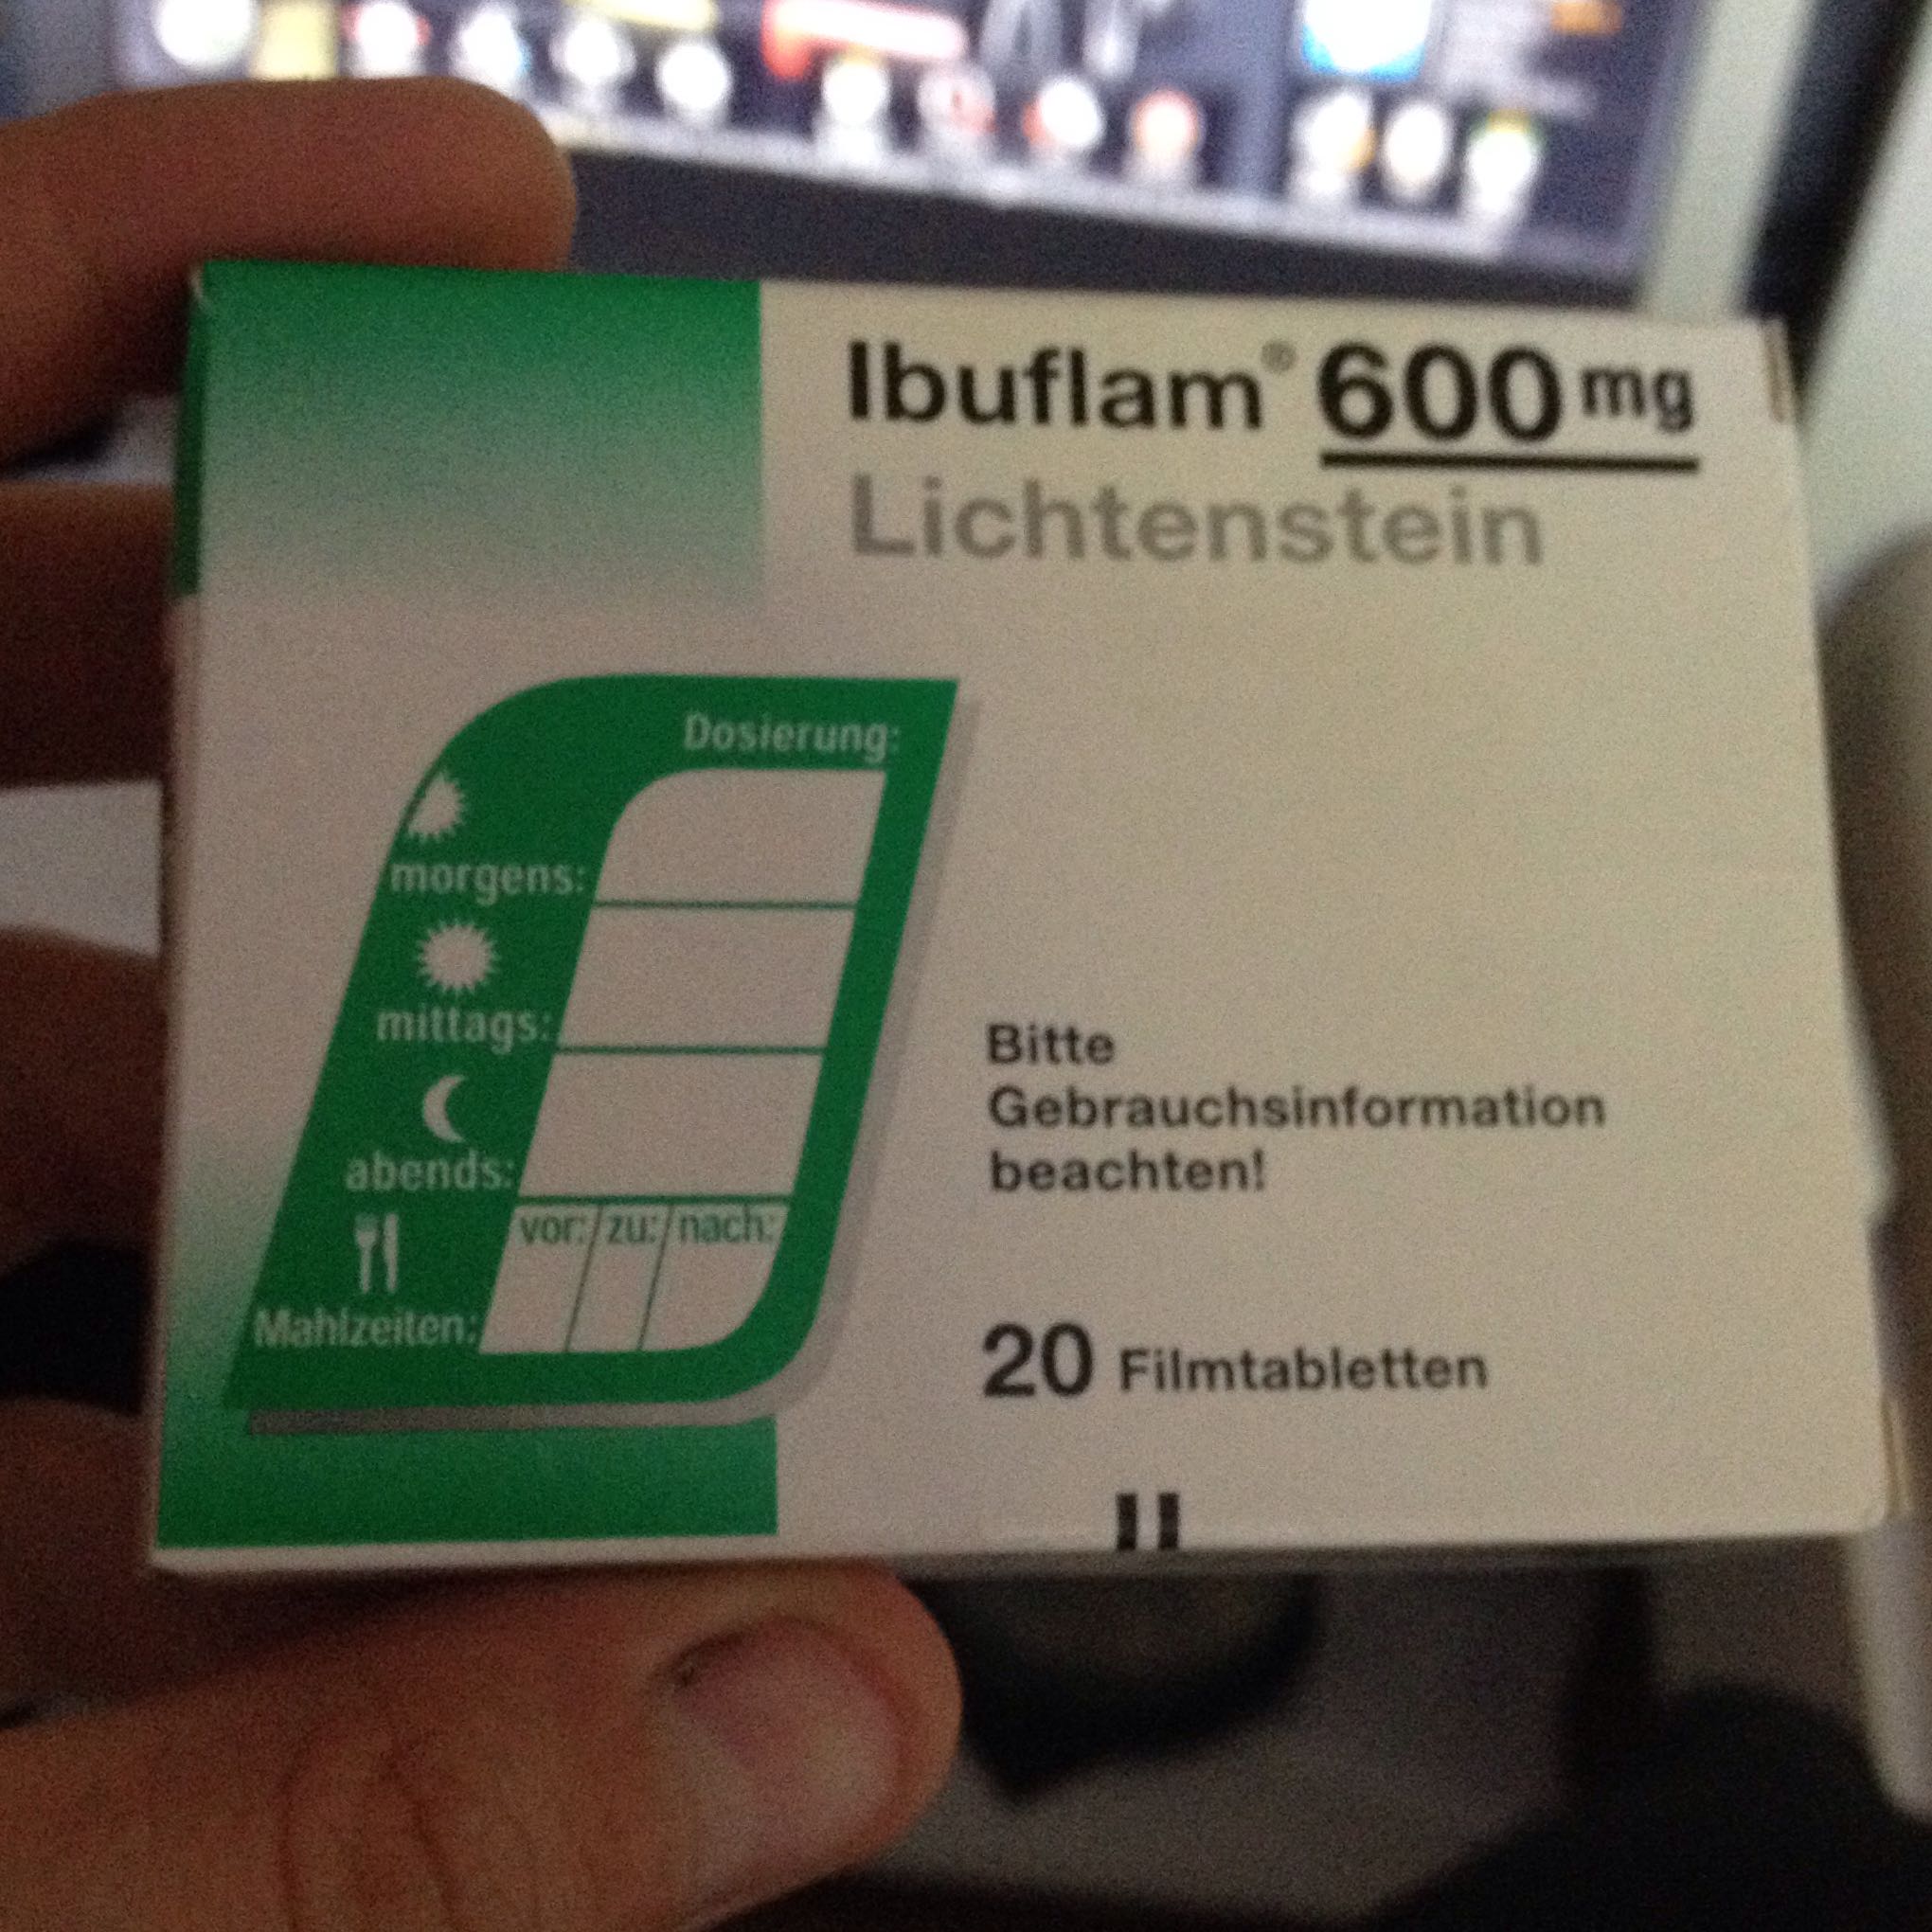 Ibuflam® 600 mg
Lichtenstein
Dosierung:
morgens:
mittags:
abends:
vor: zu: nach:
Mahlzeiten:
Bitte
Gebrauchsinformation
beachten!
20 Filmtabletten